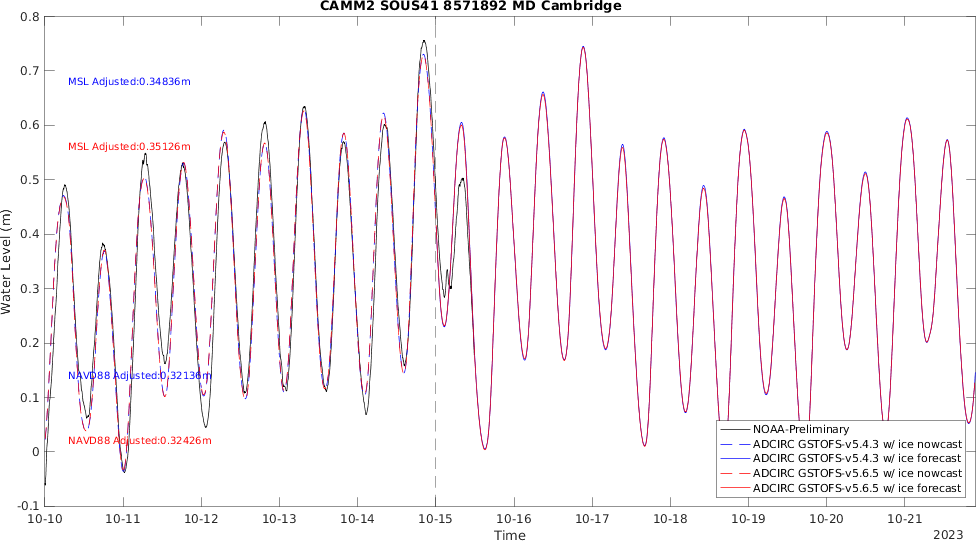 CAMM2 SOUS41 8571892 MD Cambridge
0.8
0.7
MSL Adjusted:0.34836m
0.6
MSL Adjusted:0.35126m
0.5
0.4
Water Level (m)
0.3
0.2
NAVD88 Adjusted:0.32136m
0.1
NAVD88 Adjusted:0.32426m
0
-0.1
NOAA-Preliminary
ADCIRC GSTOFS-v5.4.3 w/ ice nowcast
ADCIRC GSTOFS-v5.4.3 w/ ice forecast
ADCIRC GSTOFS-v5.6.5 w/ ice nowcast
ADCIRC GSTOFS-v5.6.5 w/ ice forecast
10-10 10-11 10-12 10-13 10-14 10-15 10-16 10-17 10-18 10-19 10-20 10-21
Time
2023